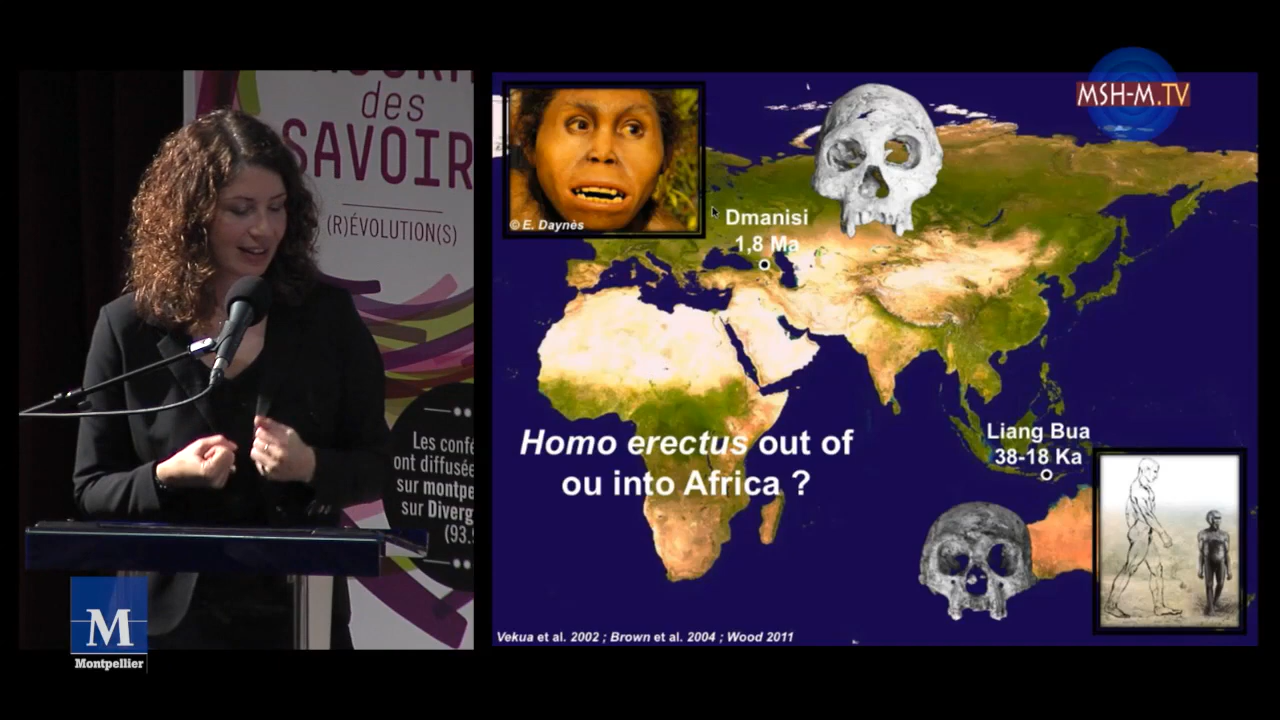 des
SAVOIR
(R)ÉVOLUTION(S)
Les conf
ont diffusée
sur montpe
sur Diverg
(93.
M
Montpellier
MSH-M.TV
© E. Daynès
Dmanisi
1,8 Ma
Homo erectus out of
ou into Africa ?
Liang Bua
38-18 Ka
Vekua et al. 2002 ; Brown et al. 2004 ; Wood 2011